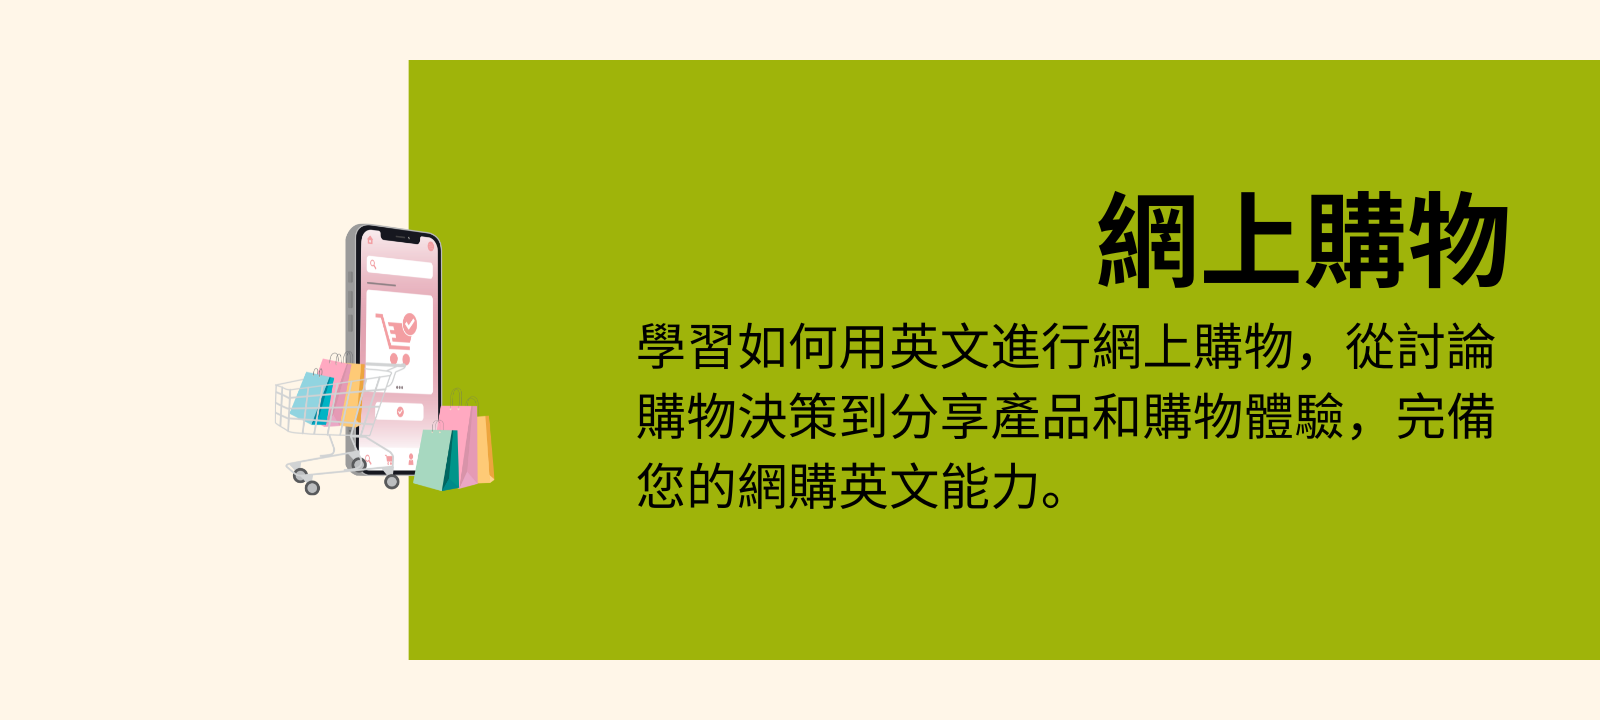 網上購物
學習如何用英文進行網上購物，從討論
購物決策到分享產品和購物體驗，完備
您的網購英文能力。